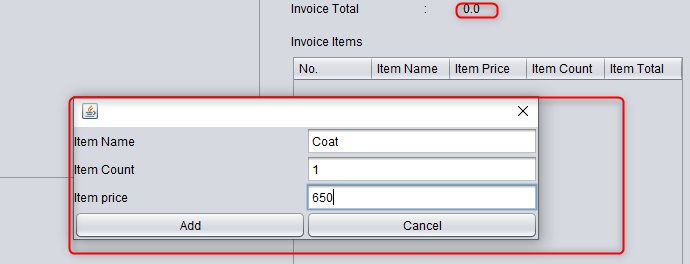 Invoice Total : 0.0
Invoice Items
No. Item Name Item Price Item Count Item Total
Item Name Coat
Item Count 1
Item price 650
Add Cancel